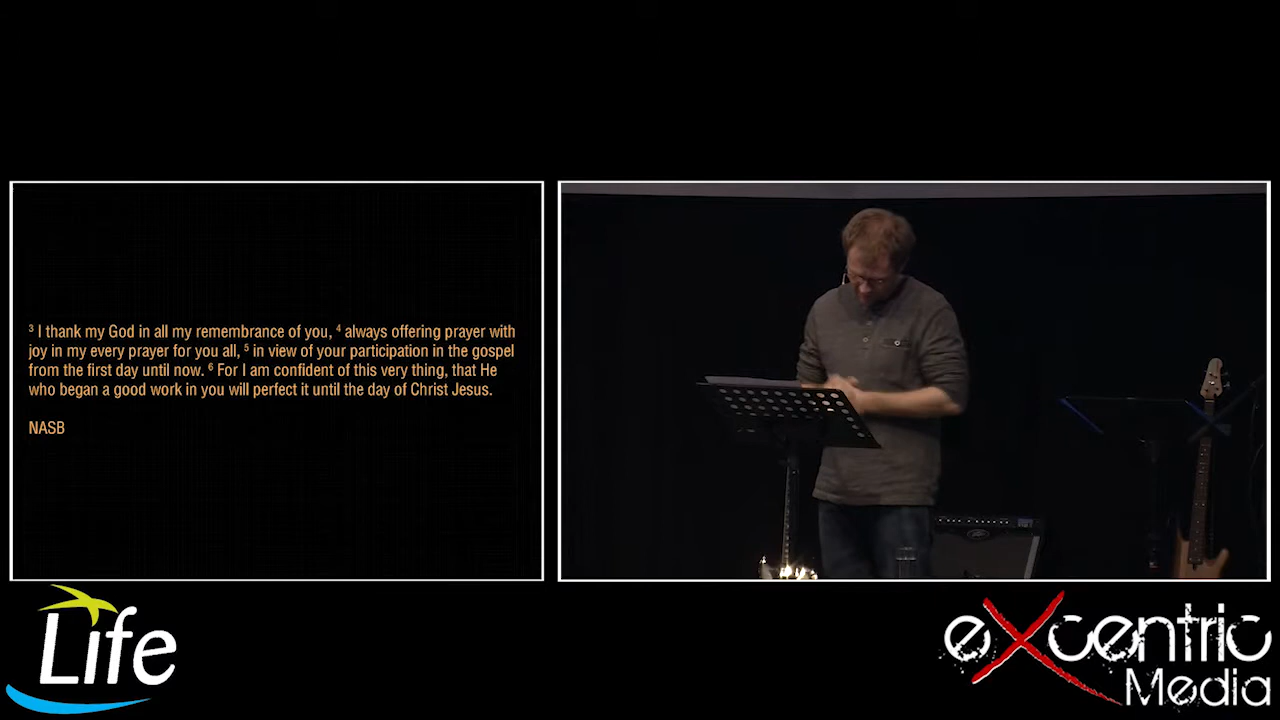 ³ I thank my God in all my remembrance of you, ⁴ always offering prayer with
joy in my every prayer for you all, ⁵ in view of your participation in the gospel
from the first day until now. ⁶ For I am confident of this very thing, that He
who began a good work in you will perfect it until the day of Christ Jesus.
NASB
Life
eXcentric
Media